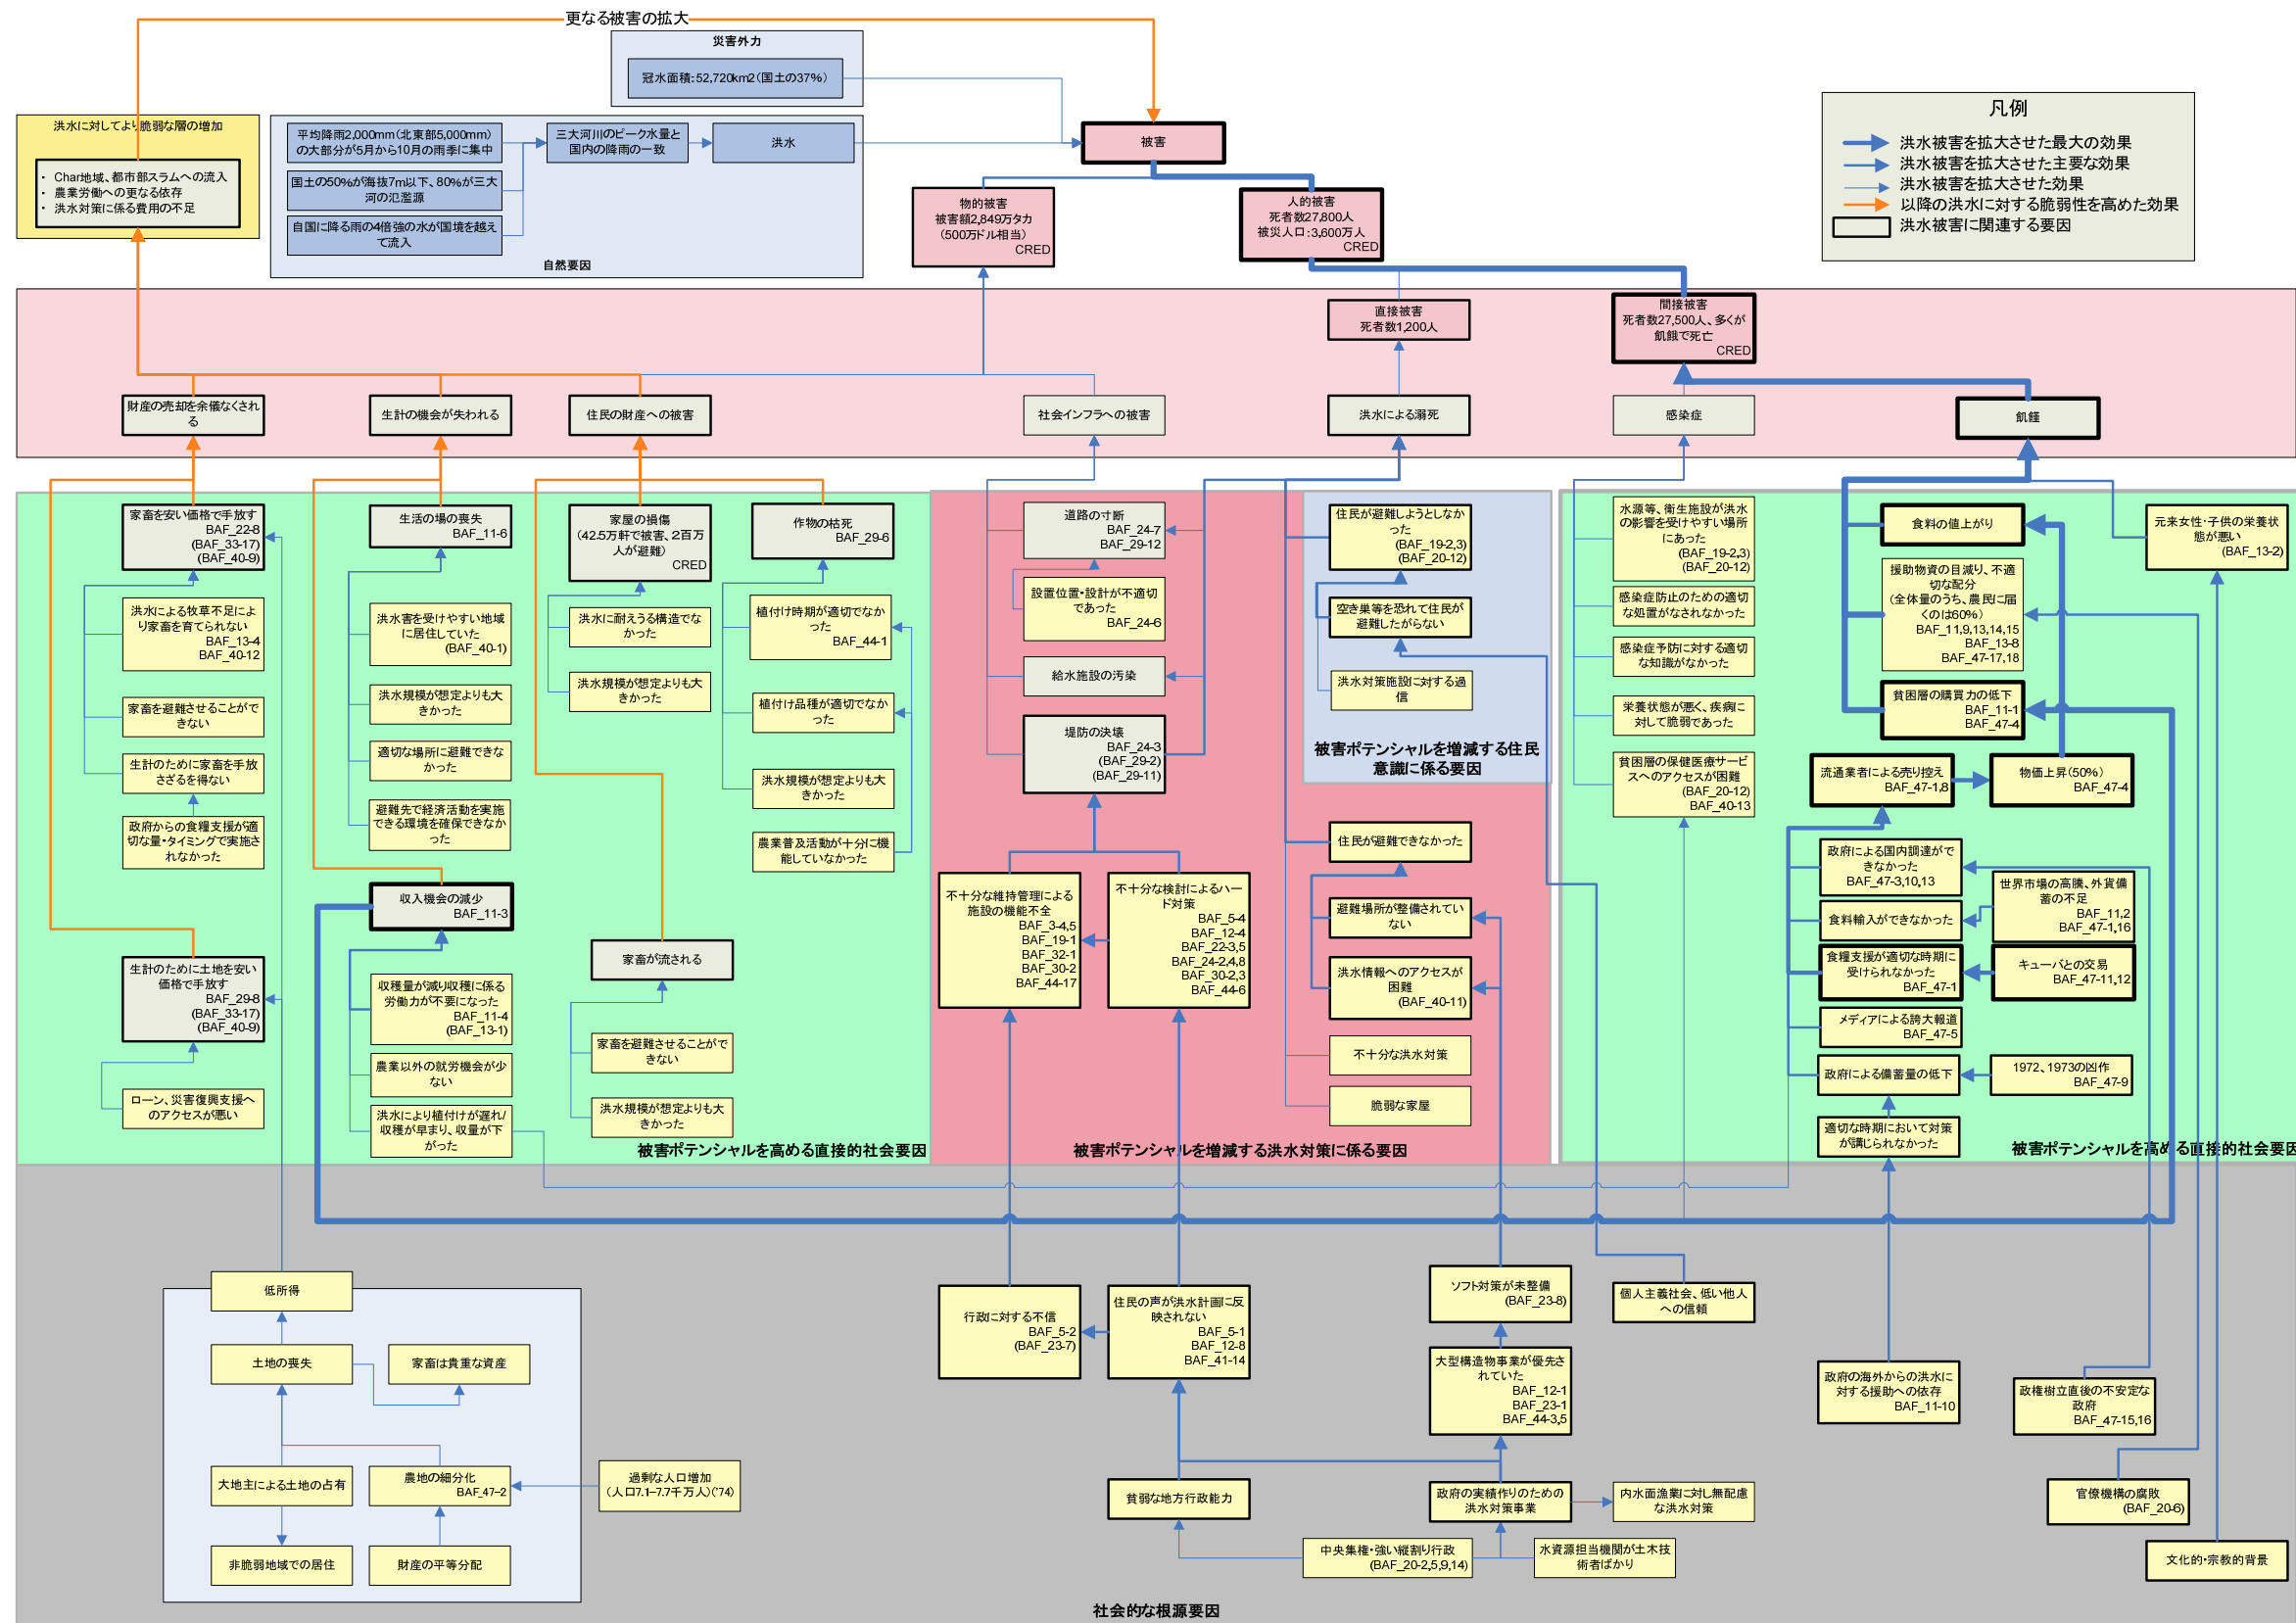 更なる被害の拡大
災害外力
冠水面積：52,720km2（国土の37%）
洪水に対してより脆弱な層の増加
・ Char地域、都市部スラムへの流入
・ 農業労働への更なる依存
・ 洪水対策に係る費用の不足
平均降雨2,000mm（北東部5,000mm）
の大部分が5月から10月の雨季に集中
国土の50%が海抜7m以下、80%が三大
河の氾濫源
自国に降る雨の4倍強の水が国境を越え
て流入
三大河川のピーク水量と
国内の降雨の一致
洪水
自然要因
被害
物的被害
被害額2,849万タカ
（500万ドル相当）
CRED
人的被害
死者数27,800人
被災人口：3,600万人
CRED
凡例
洪水被害を拡大させた最大の効果
洪水被害を拡大させた主要な効果
洪水被害を拡大させた効果
以降の洪水に対する脆弱性を高めた効果
洪水被害に関連する要因
直接被害
死者数1,200人
間接被害
死者数27,500人、多くが
飢餓で死亡
CRED
財産の売却を余儀なくされ
る
生計の機会が失われる
住民の財産への被害
社会インフラへの被害
洪水による溺死
感染症
飢饉
家畜を安い価格で手放す
BAF_22-8
(BAF_33-17)
(BAF_40-9)
洪水による牧草不足によ
り家畜を育てられない
BAF_13-4
BAF_40-12
家畜を避難させることがで
きない
生計のために家畜を手放
さざるを得ない
政府からの食糧支援が適
切な量・タイミングで実施さ
れなかった
生計のために土地を安い
価格で手放す
BAF_29-8
(BAF_33-17)
(BAF_40-9)
ローン、災害復興支援へ
のアクセスが悪い
生活の場の喪失
BAF_11-6
洪水害を受けやすい地域
に居住していた
(BAF_40-1)
洪水規模が想定よりも大
きかった
適切な場所に避難できな
かった
避難先で経済活動を実施
できる環境を確保できなか
った
収入機会の減少
BAF_11-3
収穫量が減り収穫に係る
労働力が不要になった
BAF_11-4
(BAF_13-1)
農業以外の就労機会が少
ない
洪水により植付けが遅れ/
収穫が早まり、収量が下
がった
家屋の損傷
（42.5万軒で被害、2百万
人が避難）
CRED
洪水に耐えうる構造でな
かった
洪水規模が想定よりも大
きかった
家畜が流される
家畜を避難させることがで
きない
洪水規模が想定よりも大
きかった
作物の枯死
BAF_29-6
植付け時期が適切でなか
った
BAF_44-1
植付け品種が適切でなか
った
洪水規模が想定よりも大
きかった
農業普及活動が十分に機
能していなかった
被害ポテンシャルを高める直接的社会要因
道路の寸断
BAF_24-7
BAF_29-12
設置位置・設計が不適切
であった
BAF_24-6
給水施設の汚染
堤防の決壊
BAF_24-3
(BAF_29-2)
(BAF_29-11)
不十分な維持管理による
施設の機能不全
BAF_3-4,5
BAF_19-1
BAF_32-1
BAF_30-2
BAF_44-17
不十分な検討によるハー
ド対策
BAF_5-4
BAF_12-4
BAF_22-3,5
BAF_24-2,4,8
BAF_30-2,3
BAF_44-6
住民が避難しようとしなか
った
(BAF_19-2,3)
(BAF_20-12)
空き巣等を恐れて住民が
避難したがらない
洪水対策施設に対する過
信
被害ポテンシャルを増減する住民
意識に係る要因
住民が避難できなかった
避難場所が整備されてい
ない
洪水情報へのアクセスが
困難
(BAF_40-11)
不十分な洪水対策
脆弱な家屋
被害ポテンシャルを増減する洪水対策に係る要因
水源等、衛生施設が洪水
の影響を受けやすい場所
にあった
(BAF_19-2,3)
(BAF_20-12)
感染症防止のための適切
な処置がなされなかった
感染症予防に対する適切
な知識がなかった
栄養状態が悪く、疾病に
対して脆弱であった
貧困層の保健医療サービ
スへのアクセスが困難
(BAF_20-12)
BAF_40-13
食料の値上がり
援助物資の目減り、不適
切な配分
（全体量のうち、農民に届
くのは60%）
BAF_11,9,13,14,15
BAF_13-8
BAF_47-17,18
貧困層の購買力の低下
BAF_11-1
BAF_47-4
元来女性・子供の栄養状
態が悪い
(BAF_13-2)
流通業者による売り控え
BAF_47-1,8
物価上昇（50%）
BAF_47-4
政府による国内調達がで
きなかった
BAF_47-3,10,13
世界市場の高騰、外貨備
蓄の不足
BAF_11,2
BAF_47-1,16
食料輸入ができなかった
食糧支援が適切な時期に
受けられなかった
BAF_47-1
キューバとの交易
BAF_47-11,12
メディアによる誇大報道
BAF_47-5
政府による備蓄量の低下
1972、1973の凶作
BAF_47-9
適切な時期において対策
が講じられなかった
被害ポテンシャルを高める直接的社会要因
低所得
土地の喪失
家畜は貴重な資産
大地主による土地の占有
農地の細分化
BAF_47-2
過剰な人口増加
（人口7.1-7.7千万人）（'74）
非脆弱地域での居住
財産の平等分配
行政に対する不信
BAF_5-2
(BAF_23-7)
住民の声が洪水計画に反
映されない
BAF_5-1
BAF_12-8
BAF_41-14
ソフト対策が未整備
(BAF_23-8)
個人主義社会、低い他人
への信頼
大型構造物事業が優先さ
れていた
BAF_12-1
BAF_23-1
BAF_44-3,5
政府の海外からの洪水に
対する援助への依存
BAF_11-10
政権樹立直後の不安定な
政府
BAF_47-15,16
貧弱な地方行政能力
政府の実績作りのための
洪水対策事業
内水面漁業に対し無配慮
な洪水対策
官僚機構の腐敗
(BAF_20-6)
中央集権・強い縦割り行政
(BAF_20-2,5,9,14)
水資源担当機関が土木技
術者ばかり
文化的・宗教的背景
社会的な根源要因